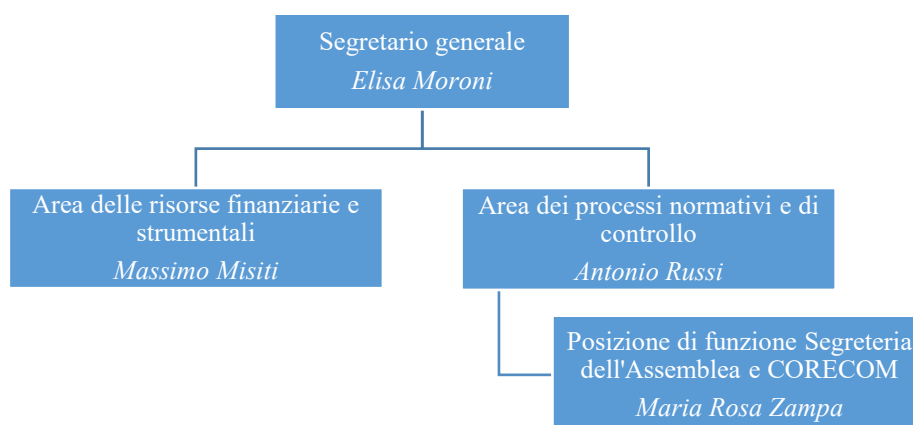 Segretario generale
Elisa Moroni
Area delle risorse finanziarie e
strumentali
Massimo Misiti
Area dei processi normativi e di
controllo
Antonio Russi
Posizione di funzione Segreteria
dell'Assemblea e CORECOM
Maria Rosa Zampa